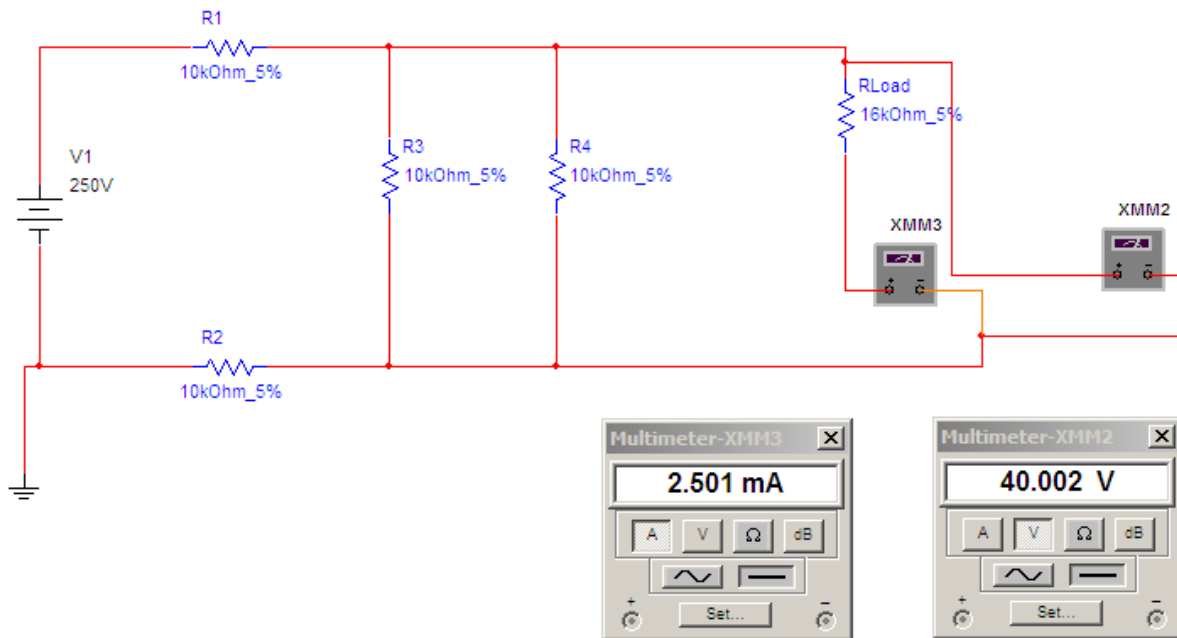 R1
10kOhm_5%
RLoad
16kOhm_5%
V1
250V
R3
10kOhm_5%
R4
10kOhm_5%
XMM3
+ −
XMM2
+ −
R2
10kOhm_5%
Multimeter-XMM3 X
2.501 mA
A V Ω dB
+ Set... −
Multimeter-XMM2 X
40.002 V
A V Ω dB
+ Set... −